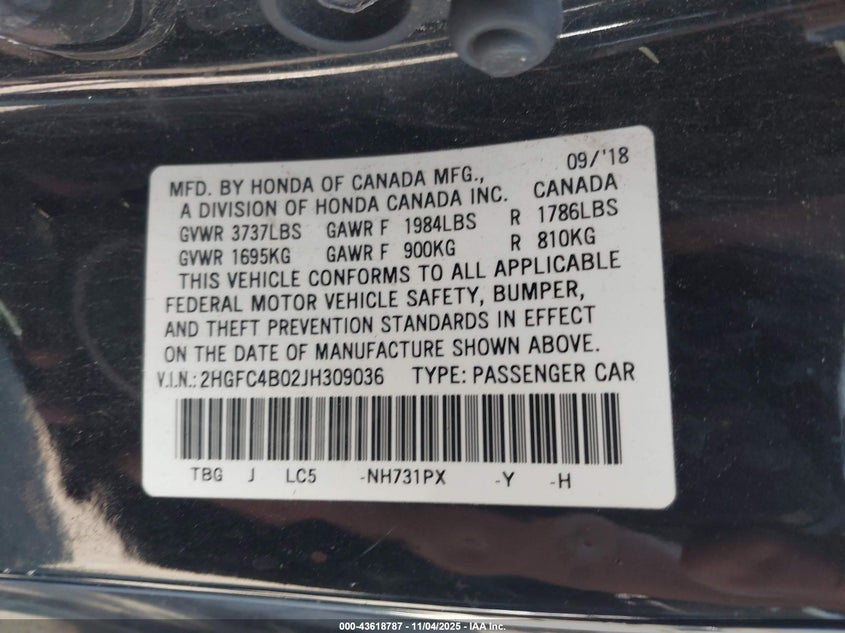 09/'18
MFD. BY HONDA OF CANADA MFG.,
A DIVISION OF HONDA CANADA INC. CANADA
GVWR 3737LBS GAWR F 1984LBS R 1786LBS
GVWR 1695KG GAWR F 900KG R 810KG
THIS VEHICLE CONFORMS TO ALL APPLICABLE
FEDERAL MOTOR VEHICLE SAFETY, BUMPER,
AND THEFT PREVENTION STANDARDS IN EFFECT
ON THE DATE OF MANUFACTURE SHOWN ABOVE.
V.I.N.: 2HGFC4B02JH309036 TYPE: PASSENGER CAR
TBG J LC5 -NH731PX -Y -H
000-43618787 - 11/04/2025 - IAA Inc.